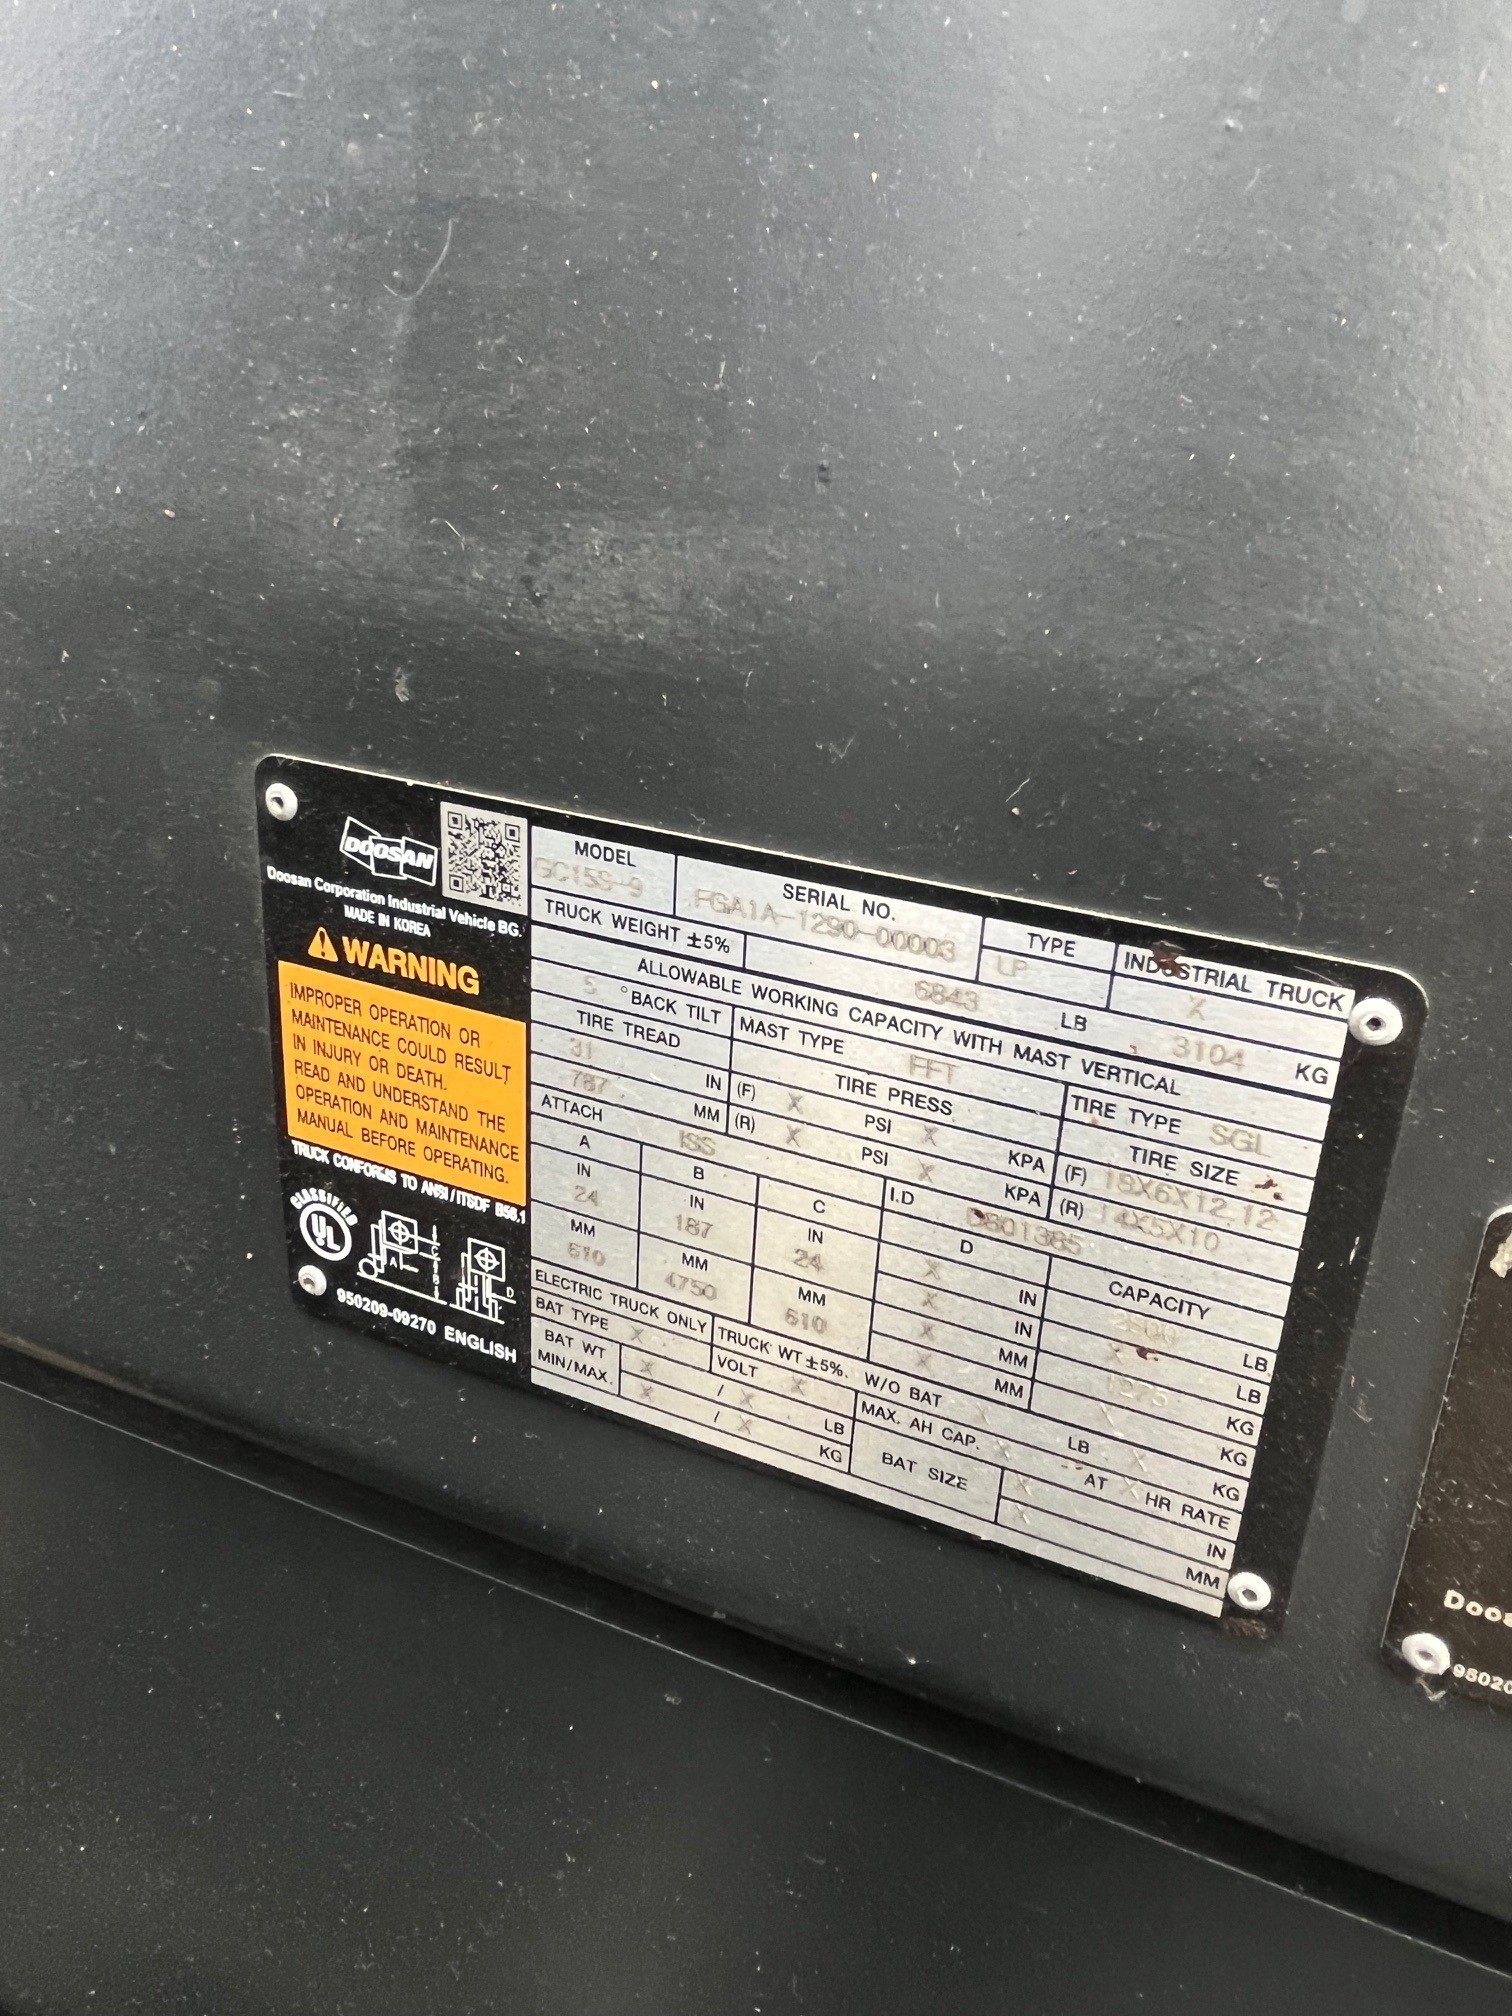 DOOSAN
Doosan Corporation Industrial Vehicle BG.
MADE IN KOREA
WARNING
IMPROPER OPERATION OR
MAINTENANCE COULD RESULT
IN INJURY OR DEATH.
READ AND UNDERSTAND THE
OPERATION AND MAINTENANCE
MANUAL BEFORE OPERATING.
TRUCK CONFORMS TO ANSI/ITSDF B56.1
CLASSIFIED
UL
A C B D
950209-09270 ENGLISH
MODEL SERIAL NO. TYPE INDUSTRIAL TRUCK
GC15S-9 FGA1A-1290-00003 LP X
TRUCK WEIGHT ±5% 6843 LB 3104 KG
ALLOWABLE WORKING CAPACITY WITH MAST VERTICAL
5 °BACK TILT MAST TYPE FFT TIRE TYPE SGL
TIRE TREAD TIRE PRESS TIRE SIZE
31 IN (F) X PSI X KPA (F) 18X6X12.12
787 MM (R) X PSI X KPA (R) 14X5X10
ATTACH ISS I.D
A B C D CAPACITY
IN IN IN X IN LB
24 187 24 X IN LB
MM MM MM X MM 1275 KG
610 4750 610 X MM X KG
ELECTRIC TRUCK ONLY TRUCK WT ±5%. W/O BAT X LB X KG
BAT TYPE X VOLT X MAX. AH CAP. X AT X HR RATE
BAT WT X / X LB BAT SIZE X IN
MIN/MAX. X / X KG X MM
Doos
95020